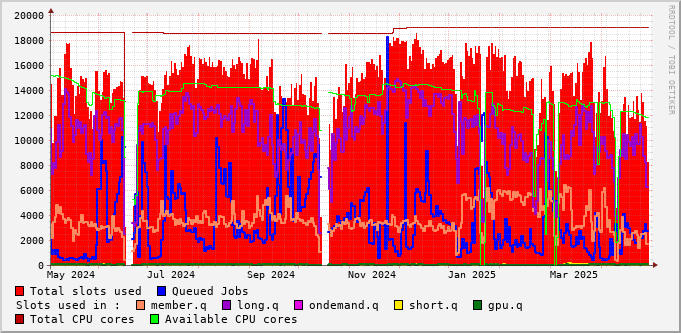 20000
18000
16000
14000
12000
10000
8000
6000
4000
2000
0
May 2024 Jul 2024 Sep 2024 Nov 2024 Jan 2025 Mar 2025
RRDTOOL / TOBI OETIKER
Total slots used Queued Jobs
Slots used in : member.q long.q ondemand.q short.q gpu.q
Total CPU cores Available CPU cores